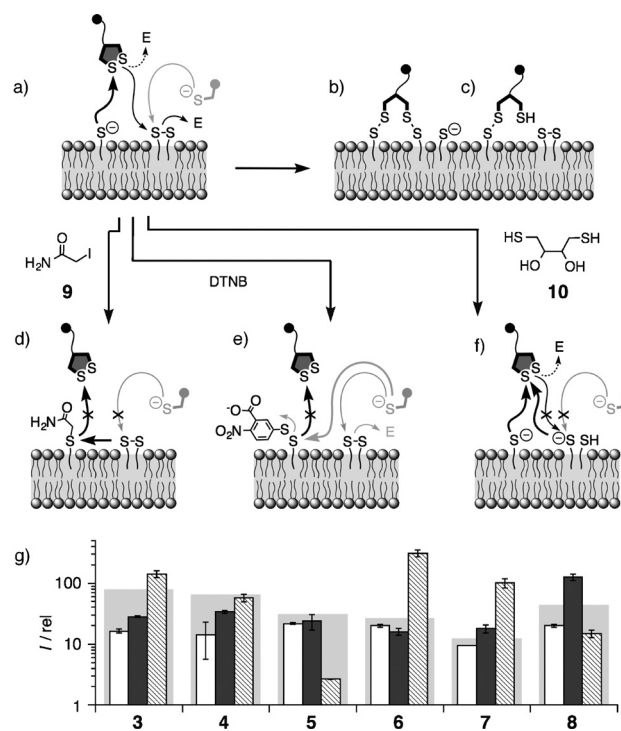 E
S
S
a)
S⊖
S-S
E
⊖S
b)
S S
S S S⊖
c)
S SH
S S-S
O
H₂N I
9
DTNB
HS SH
HO OH
10
d)
S S
O
H₂N
S S-S
⊖S
e)
S S
O O⁻
O₂N
S
S
S-S
E
⊖S
f)
S S
E
S⊖
⊖S SH
⊖S
g)
I / rel
100
10
1
3 4 5 6 7 8